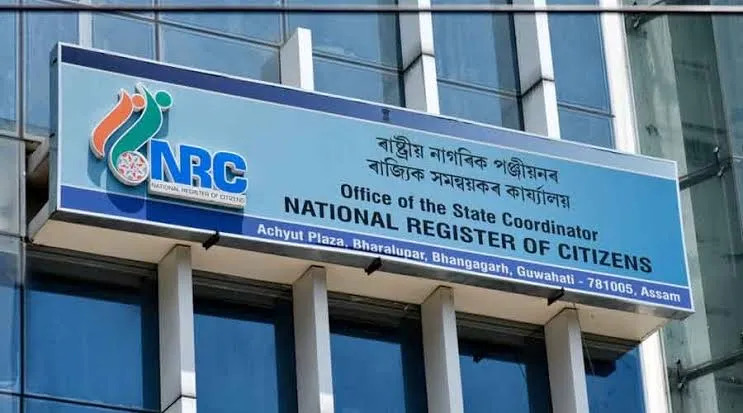 NRC
NATIONAL REGISTER OF CITIZENS
ৰাষ্ট্ৰীয় নাগৰিক পঞ্জীয়নৰ
ৰাজ্যিক সমন্বয়কৰ কাৰ্য্যালয়
Office of the State Coordinator
NATIONAL REGISTER OF CITIZENS
Achyut Plaza, Bharalupar, Bhangagarh, Guwahati - 781005, Assam